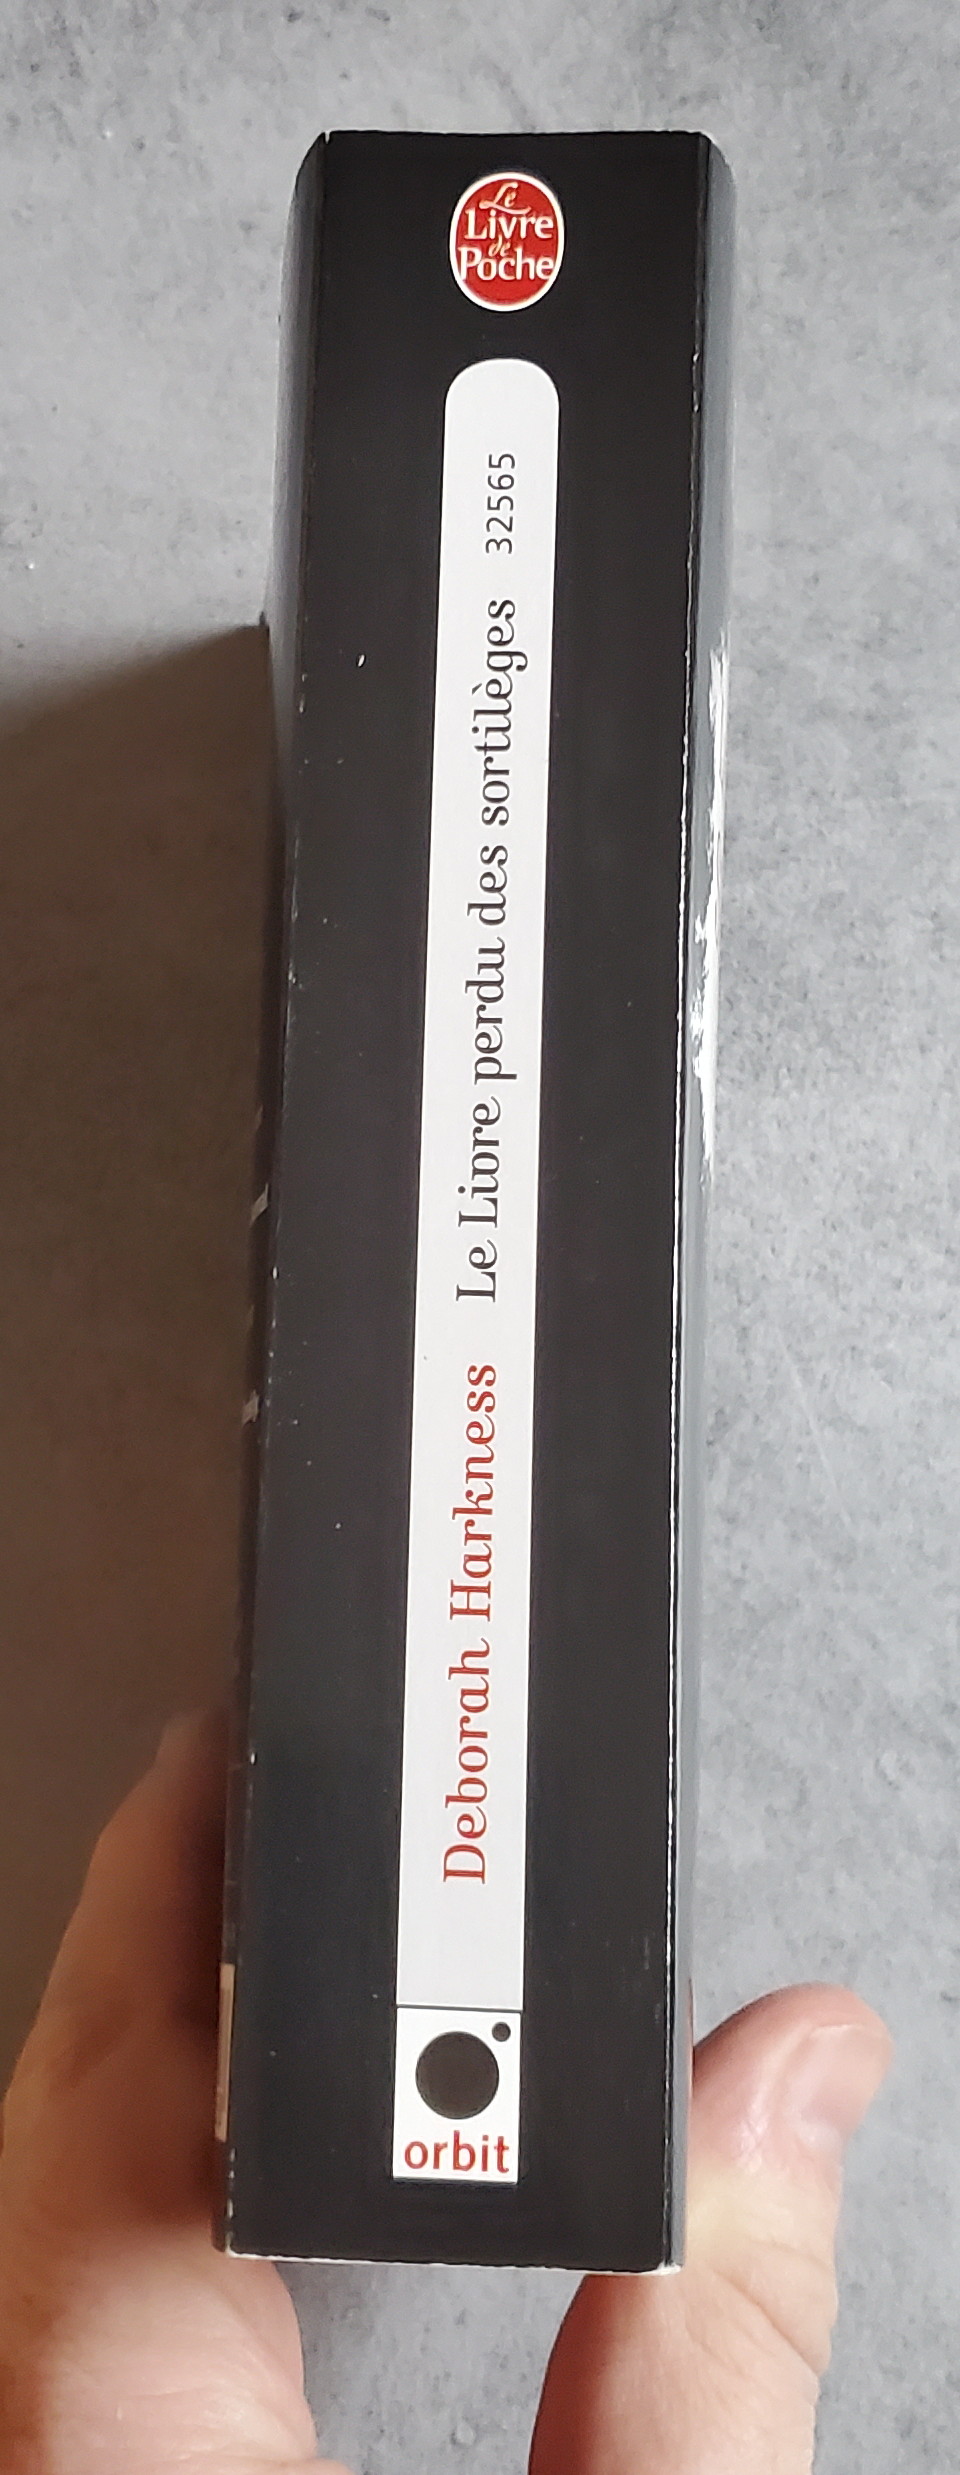 Le
Livre
de
Poche
Deborah Harkness Le Livre perdu des sortilèges 32565
orbit